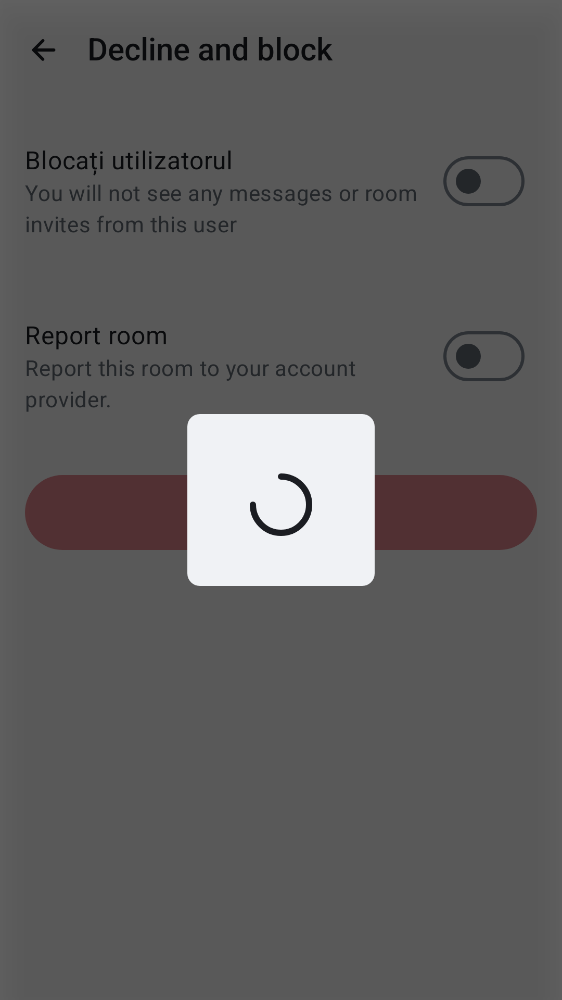 Decline and block
Blocați utilizatorul
You will not see any messages or room
invites from this user
Report room
Report this room to your account
provider.